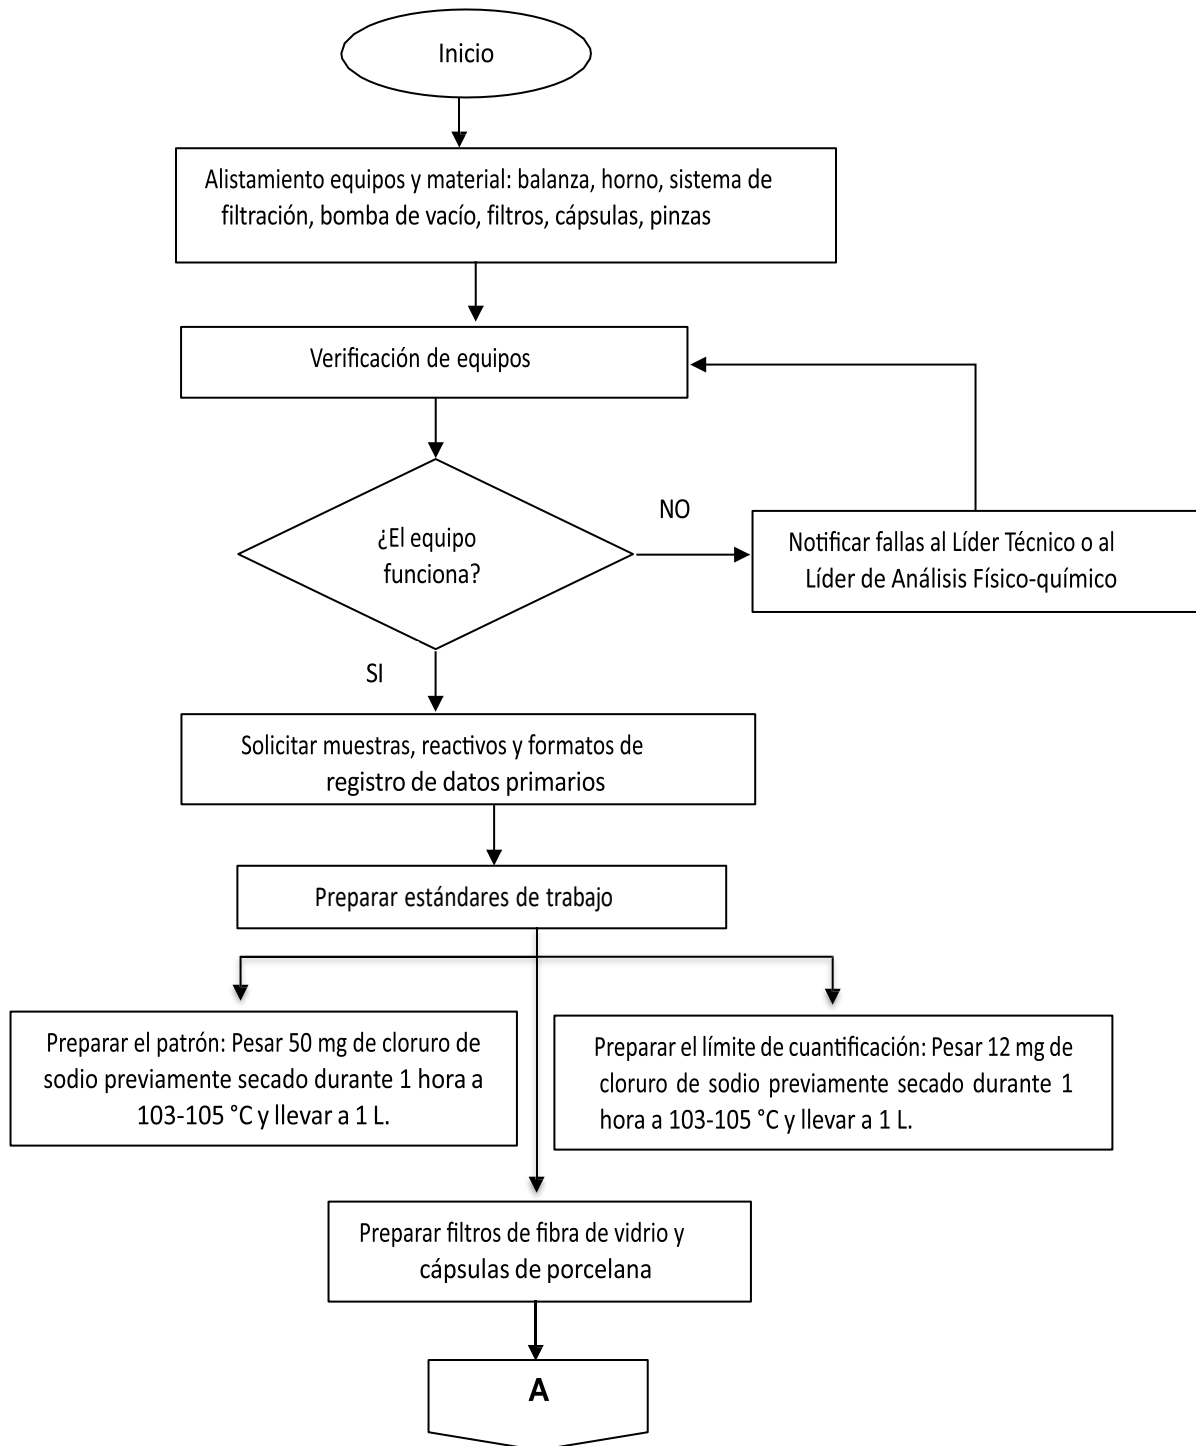 Inicio
Alistamiento equipos y material: balanza, horno, sistema de
filtración, bomba de vacío, filtros, cápsulas, pinzas
Verificación de equipos
¿El equipo
funciona?
NO
Notificar fallas al Líder Técnico o al
Líder de Análisis Físico-químico
SI
Solicitar muestras, reactivos y formatos de
registro de datos primarios
Preparar estándares de trabajo
Preparar el patrón: Pesar 50 mg de cloruro de
sodio previamente secado durante 1 hora a
103-105 °C y llevar a 1 L.
Preparar el límite de cuantificación: Pesar 12 mg de
cloruro de sodio previamente secado durante 1
hora a 103-105 °C y llevar a 1 L.
Preparar filtros de fibra de vidrio y
cápsulas de porcelana
A